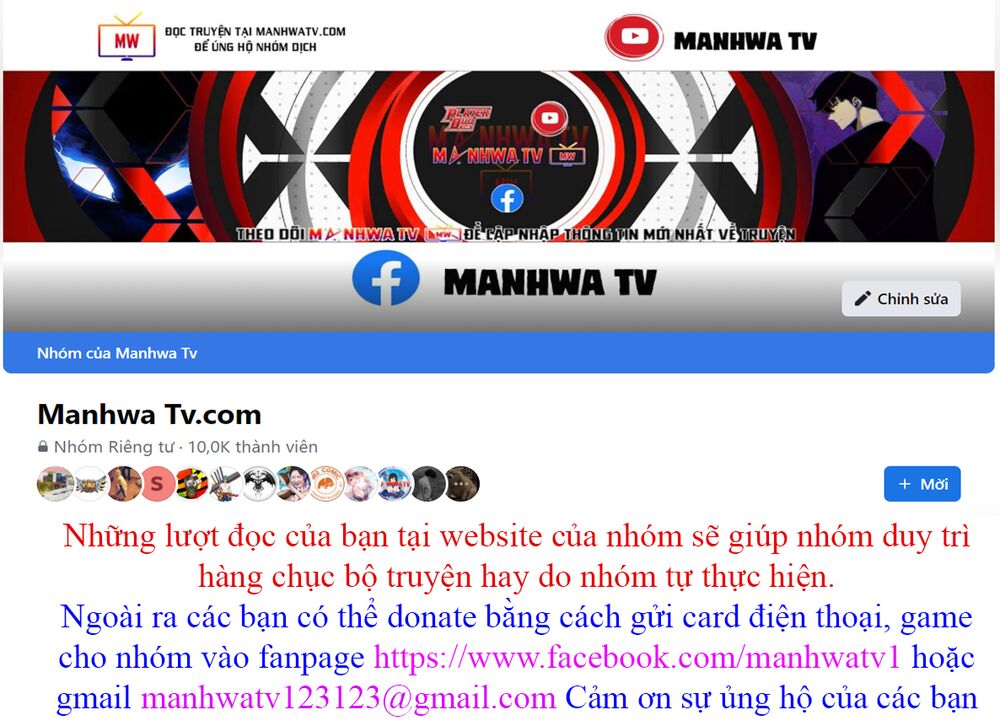 MW
ĐỌC TRUYỆN TẠI MANHWATV.COM
ĐỂ ỦNG HỘ NHÓM DỊCH
MANHWA TV
PLAYER DUO
MANHWA TV MW
THEO DÕI MANHWA TV MW ĐỂ CẬP NHẬP THÔNG TIN MỚI NHẤT VỀ TRUYỆN
MANHWA TV
Chỉnh sửa
Nhóm của Manhwa Tv
Manhwa Tv.com
Nhóm Riêng tư · 10,0K thành viên
S
+ Mời
Những lượt đọc của bạn tại website của nhóm sẽ giúp nhóm duy trì
hàng chục bộ truyện hay do nhóm tự thực hiện.
Ngoài ra các bạn có thể donate bằng cách gửi card điện thoại, game
cho nhóm vào fanpage https://www.facebook.com/manhwatv1 hoặc
gmail manhwatv123123@gmail.com Cảm ơn sự ủng hộ của các bạn